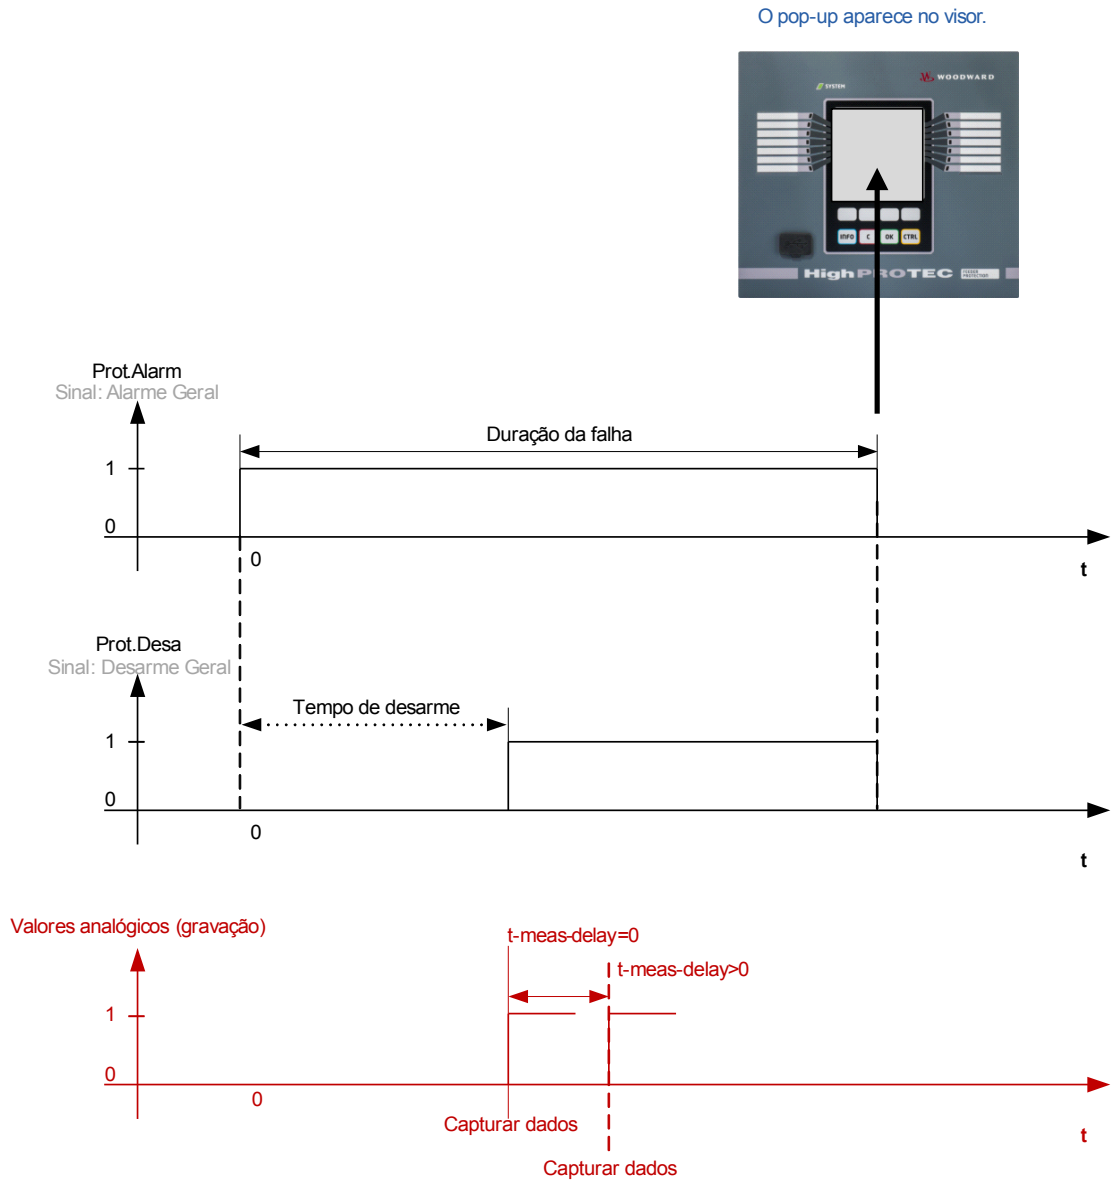 O pop-up aparece no visor.
WOODWARD
SYSTEM
INFO C OK CTRL
HighPROTEC
FEEDER
PROTECTION
Prot.Alarm
Sinal: Alarme Geral
Duração da falha
1
0
0
t
Prot.Desa
Sinal: Desarme Geral
Tempo de desarme
1
0
0
t
Valores analógicos (gravação)
t-meas-delay=0
t-meas-delay>0
1
0
0
Capturar dados
t
Capturar dados